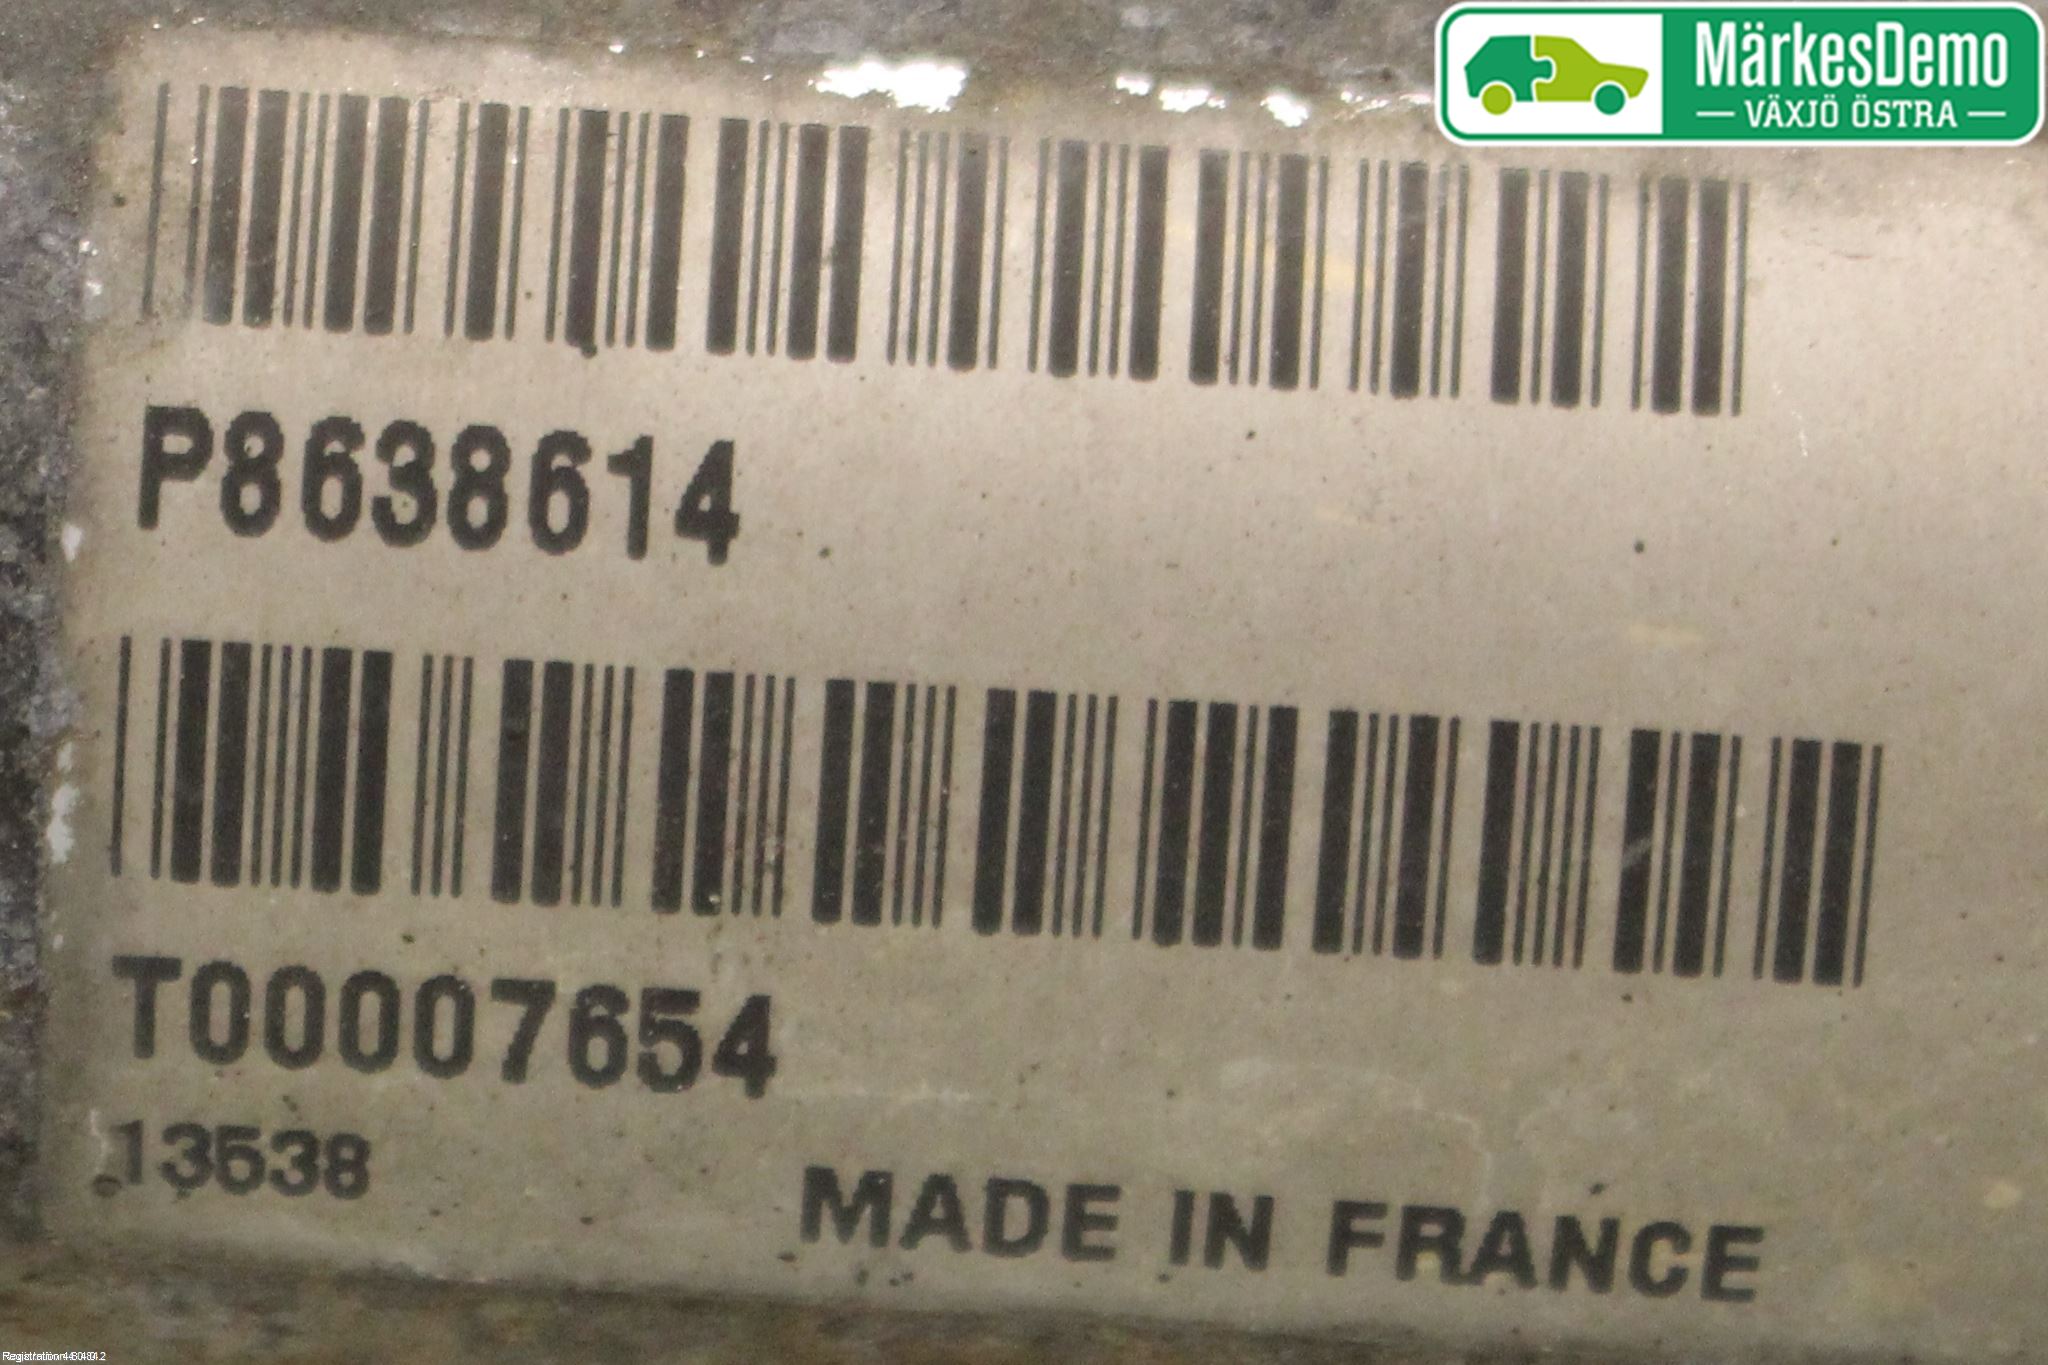 MärkesDemo
VÄXJÖ ÖSTRA
P8638614
T00007654
13538
MADE IN FRANCE